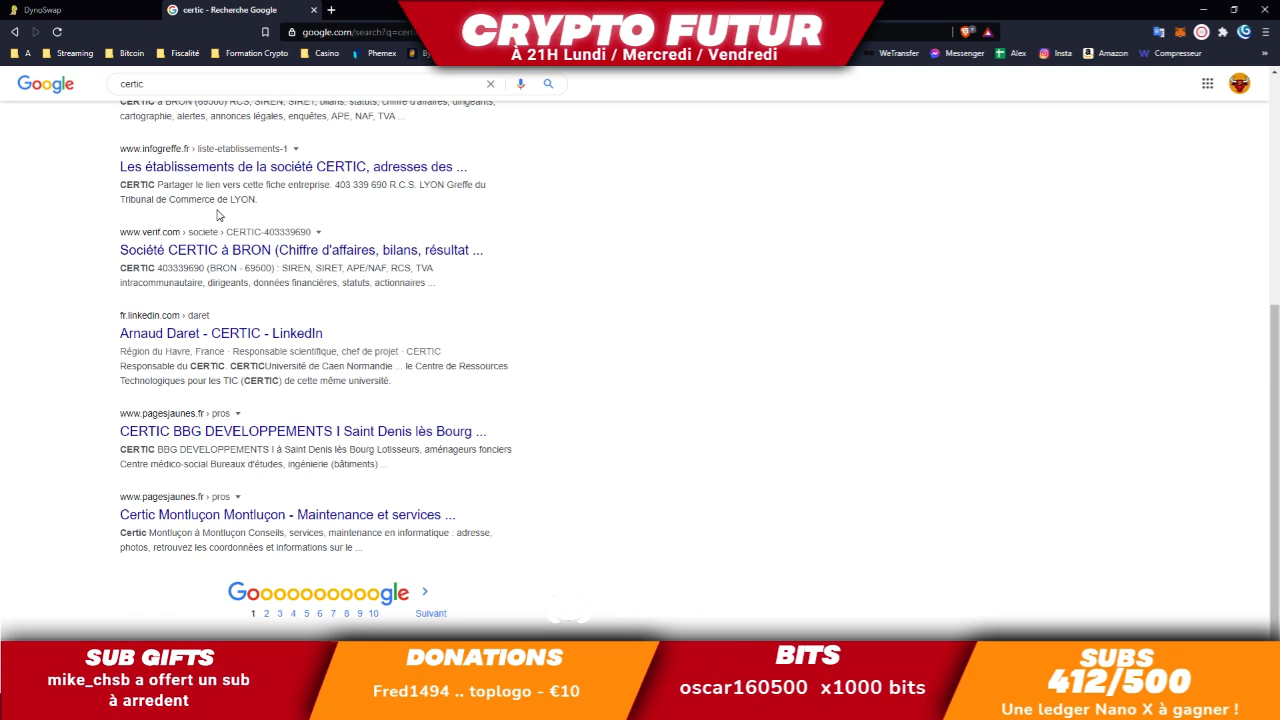 DynqSwap
certic - Recherche Google
google.com/search?q=certi
A
Streaming
Bitcoin
Fiscalité
Formation Crypto
Casino
Phemex
WeTransfer
Messenger
Alex
Insta
Amazon
Compresseur
CRYPTO FUTUR
À 21H Lundi / Mercredi / Vendredi
Google
certic
CERTIC à BRON (69500) RCS, SIREN, SIRET, bilans, statuts, chiffre d'affaires, dirigeants,
cartographie, alertes, annonces légales, enquêtes, APE, NAF, TVA ...
www.infogreffe.fr › liste-etablissements-1
Les établissements de la société CERTIC, adresses des ...
CERTIC Partager le lien vers cette fiche entreprise. 403 339 690 R.C.S. LYON Greffe du
Tribunal de Commerce de LYON.
www.verif.com › societe › CERTIC-403339690
Société CERTIC à BRON (Chiffre d'affaires, bilans, résultat ...
CERTIC 403339690 (BRON - 69500) : SIREN, SIRET, APE/NAF, RCS, TVA
intracommunautaire, dirigeants, données financières, statuts. actionnaires ...
fr.linkedin.com › daret
Arnaud Daret - CERTIC - LinkedIn
Région du Havre, France · Responsable scientifique, chef de projet · CERTIC
Responsable du CERTIC. CERTICUniversité de Caen Normandie ... le Centre de Ressources
Technologiques pour les TIC (CERTIC) de cette même université.
www.pagesjaunes.fr › pros
CERTIC BBG DEVELOPPEMENTS I Saint Denis lès Bourg ...
CERTIC BBG DEVELOPPEMENTS I à Saint Denis lès Bourg Lotisseurs, aménageurs fonciers
Centre médico-social Bureaux d'études, ingénierie (bâtiments) ...
www.pagesjaunes.fr › pros
Certic Montluçon Montluçon - Maintenance et services ...
Certic Montluçon à Montluçon Conseils, services, maintenance en informatique : adresse,
photos, retrouvez les coordonnées et informations sur le ...
Goooooooooogle
1 2 3 4 5 6 7 8 9 10 Suivant
SUB GIFTS
mike_chsb a offert un sub
à arredent
DONATIONS
Fred1494 .. toplogo - €10
BITS
oscar160500 x1000 bits
SUBS
412/500
Une ledger Nano X à gagner !